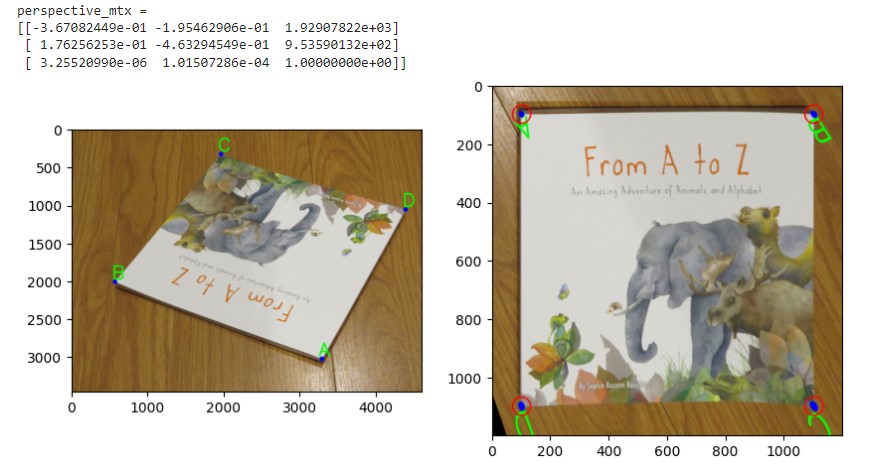 perspective_mtx =
[[-3.67082449e-01 -1.95462906e-01  1.92907822e+03]
 [ 1.76256253e-01 -4.63294549e-01  9.53590132e+02]
 [ 3.25520990e-06  1.01507286e-04  1.00000000e+00]]
0
500
1000
1500
2000
2500
3000
0 1000 2000 3000 4000
C
D
B
A
From A to Z
An Amazing Adventure of Animals and Alphabet
0
200
400
600
800
1000
0 200 400 600 800 1000
A B
From A to Z
An Amazing Adventure of Animals and Alphabet
By Sophie Rozenn